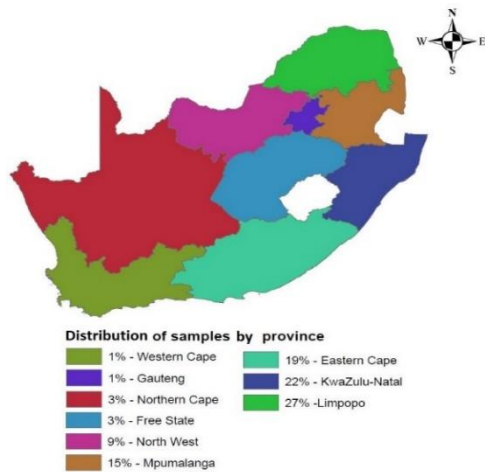 N
W E
S
Distribution of samples by province
1% - Western Cape
1% - Gauteng
3% - Northern Cape
3% - Free State
9% - North West
15% - Mpumalanga
19% - Eastern Cape
22% - KwaZulu-Natal
27% -Limpopo